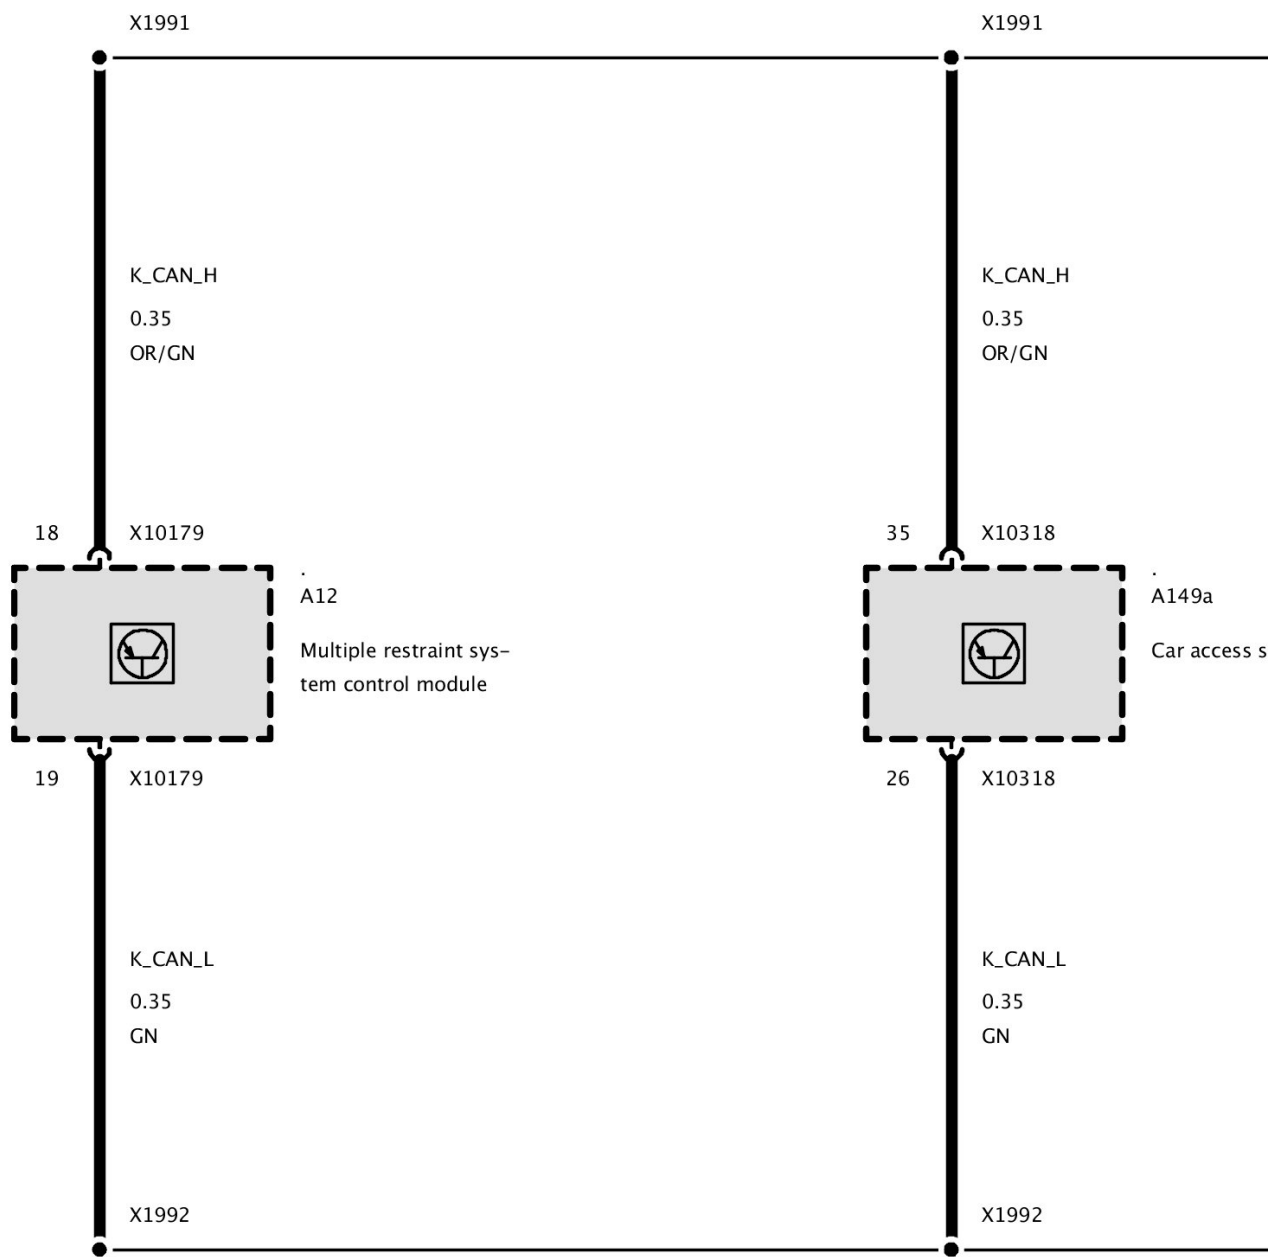 X1991
X1991
K_CAN_H
K_CAN_H
0.35
0.35
OR/GN
OR/GN
18
X10179
35
X10318
.
A12
.
A149a
Multiple restraint sys-
tem control module
Car access s
19
X10179
26
X10318
K_CAN_L
K_CAN_L
0.35
0.35
GN
GN
X1992
X1992